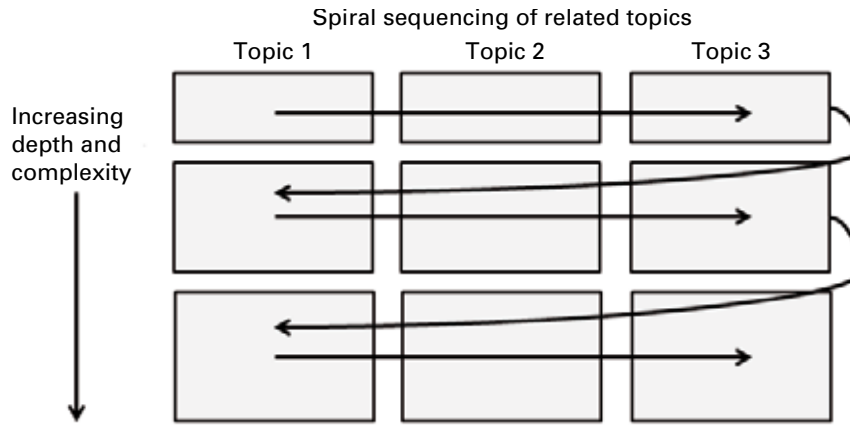 Spiral sequencing of related topics
Topic 1 Topic 2 Topic 3
Increasing
depth and
complexity